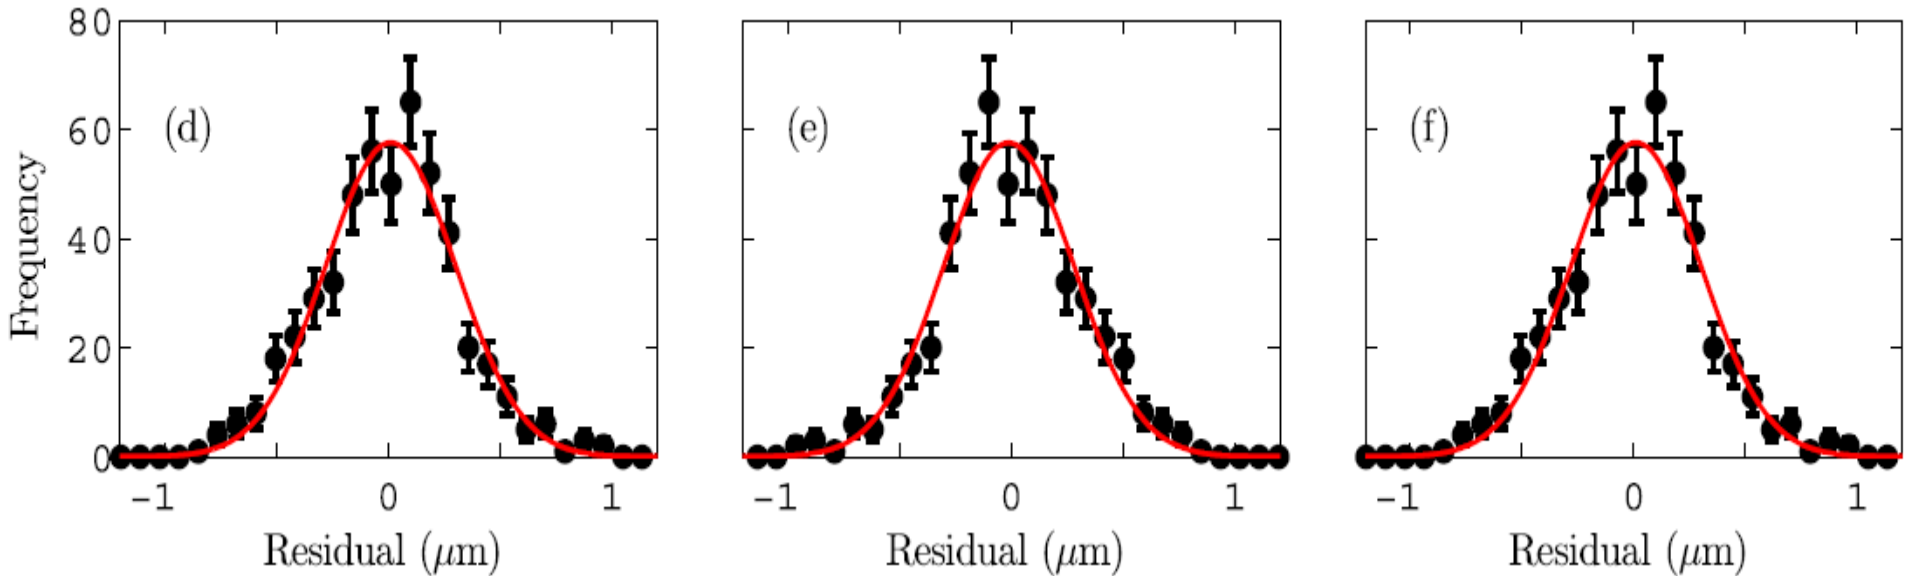 80
60
40
20
0
Frequency
(d)
-1 0 1
Residual (μm)
(e)
-1 0 1
Residual (μm)
(f)
-1 0 1
Residual (μm)